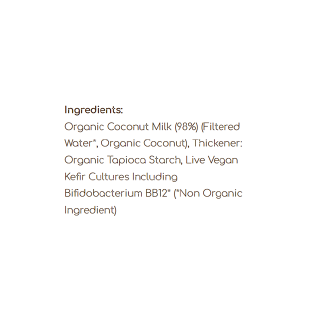 Ingredients:
Organic Coconut Milk (98%) (Filtered
Water*, Organic Coconut), Thickener:
Organic Tapioca Starch, Live Vegan
Kefir Cultures Including
Bifidobacterium BB12* (*Non Organic
Ingredient)